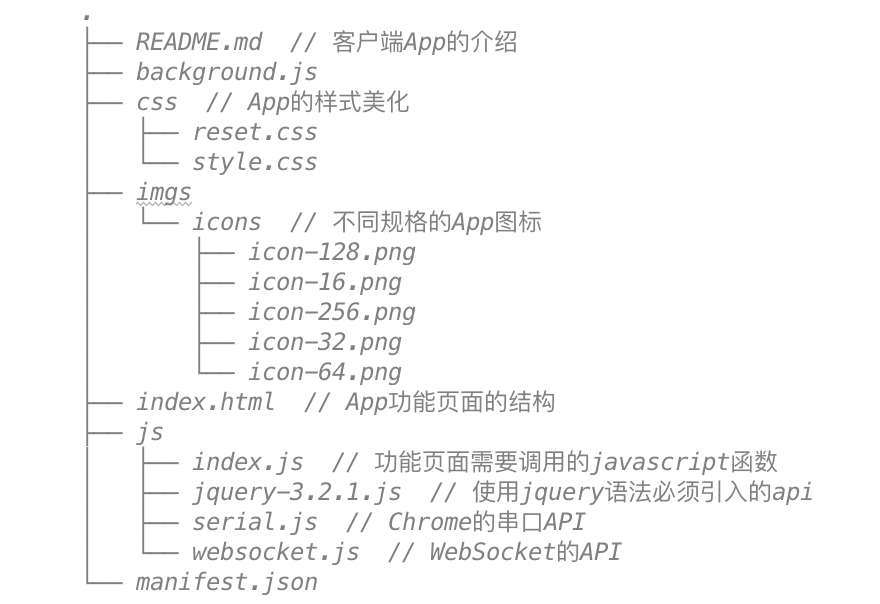 .
├── README.md  // 客户端App的介绍
├── background.js
├── css  // App的样式美化
│   ├── reset.css
│   └── style.css
├── imgs
│   └── icons  // 不同规格的App图标
│       ├── icon-128.png
│       ├── icon-16.png
│       ├── icon-256.png
│       ├── icon-32.png
│       └── icon-64.png
├── index.html  // App功能页面的结构
├── js
│   ├── index.js  // 功能页面需要调用的javascript函数
│   ├── jquery-3.2.1.js  // 使用jquery语法必须引入的api
│   ├── serial.js  // Chrome的串口API
│   └── websocket.js  // WebSocket的API
└── manifest.json